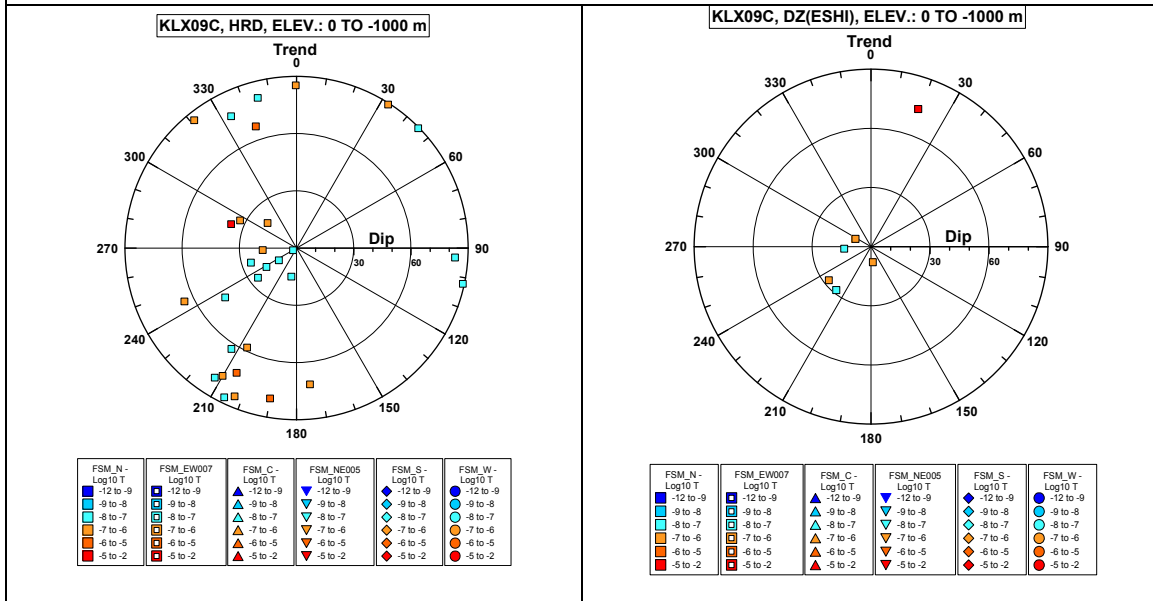 KLX09C, HRD, ELEV.: 0 TO -1000 m
Trend
0
330
30
300
60
270
Dip
90
30
60
240
120
210
150
180
FSM_N -
Log10 T
-12 to -9
-9 to -8
-8 to -7
-7 to -6
-6 to -5
-5 to -2
FSM_EW007
Log10 T
-12 to -9
-9 to -8
-8 to -7
-7 to -6
-6 to -5
-5 to -2
FSM_C -
Log10 T
-12 to -9
-9 to -8
-8 to -7
-7 to -6
-6 to -5
-5 to -2
FSM_NE005
Log10 T
-12 to -9
-9 to -8
-8 to -7
-7 to -6
-6 to -5
-5 to -2
FSM_S -
Log10 T
-12 to -9
-9 to -8
-8 to -7
-7 to -6
-6 to -5
-5 to -2
FSM_W -
Log10 T
-12 to -9
-9 to -8
-8 to -7
-7 to -6
-6 to -5
-5 to -2
KLX09C, DZ(ESHI), ELEV.: 0 TO -1000 m
Trend
0
330
30
300
60
270
Dip
90
30
60
240
120
210
150
180
FSM_N -
Log10 T
-12 to -9
-9 to -8
-8 to -7
-7 to -6
-6 to -5
-5 to -2
FSM_EW007
Log10 T
-12 to -9
-9 to -8
-8 to -7
-7 to -6
-6 to -5
-5 to -2
FSM_C -
Log10 T
-12 to -9
-9 to -8
-8 to -7
-7 to -6
-6 to -5
-5 to -2
FSM_NE005
Log10 T
-12 to -9
-9 to -8
-8 to -7
-7 to -6
-6 to -5
-5 to -2
FSM_S -
Log10 T
-12 to -9
-9 to -8
-8 to -7
-7 to -6
-6 to -5
-5 to -2
FSM_W -
Log10 T
-12 to -9
-9 to -8
-8 to -7
-7 to -6
-6 to -5
-5 to -2